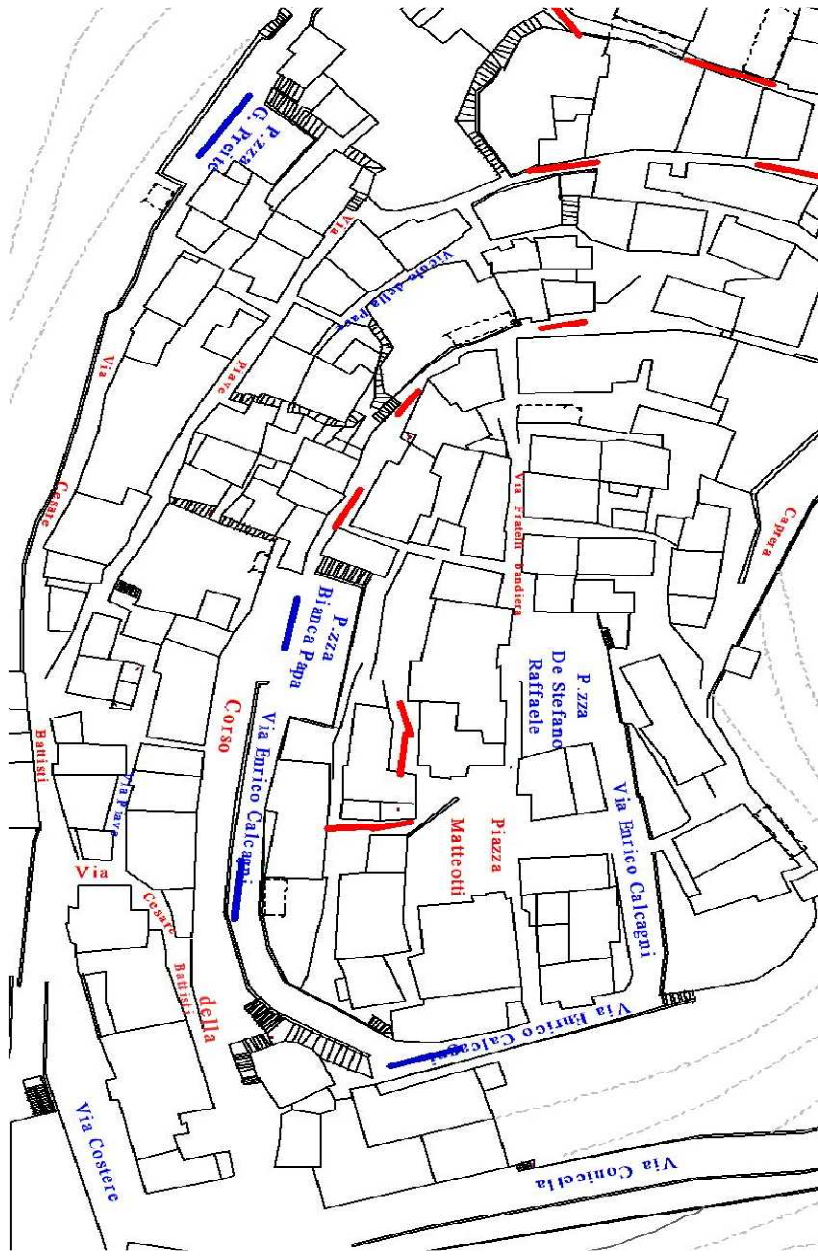 P.zza
G. Preite
Via
Vicolo della Pace
Piave
Via
Cesare
Via Fratelli Bandiera
Caprera
P.zza
Bianca Papa
P.zza
De Stefano
Raffaele
Corso
Via Enrico Calcagni
Via Enrico Calcagni
Battisti
Via Piave
Piazza
Matteotti
Via
Cesare
Battisti
della
Via Enrico Calcagni
Via Costere
Via Conicella